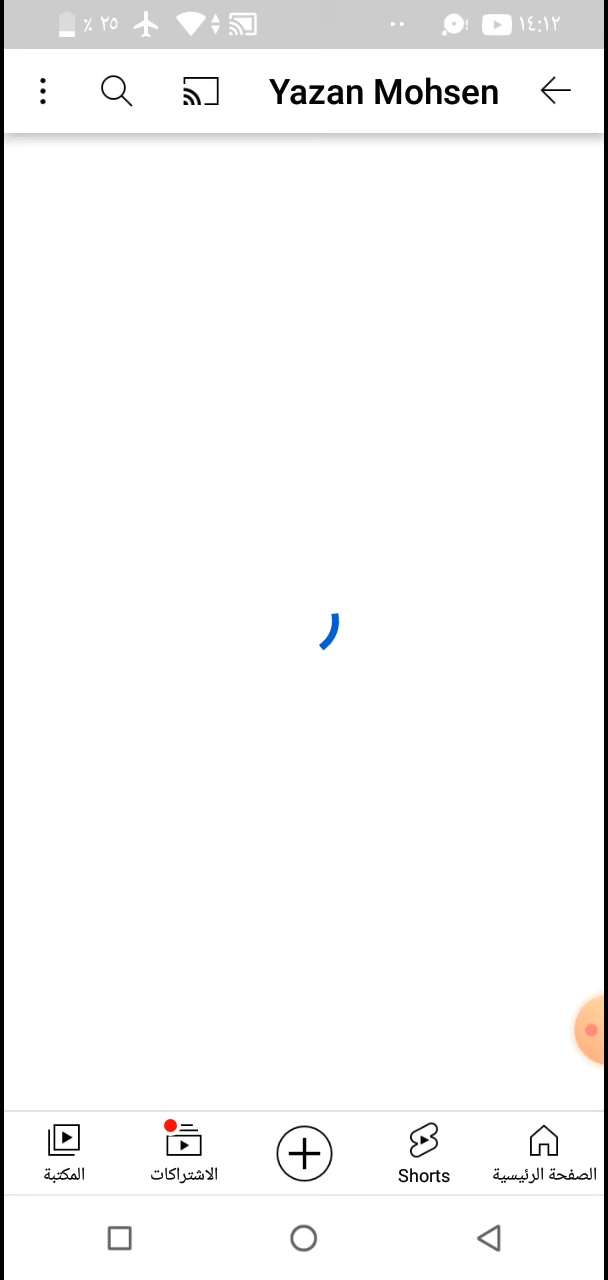 ١٤:١٢
٢٥ ٪
Yazan Mohsen
الصفحة الرئيسية
Shorts
الاشتراكات
المكتبة